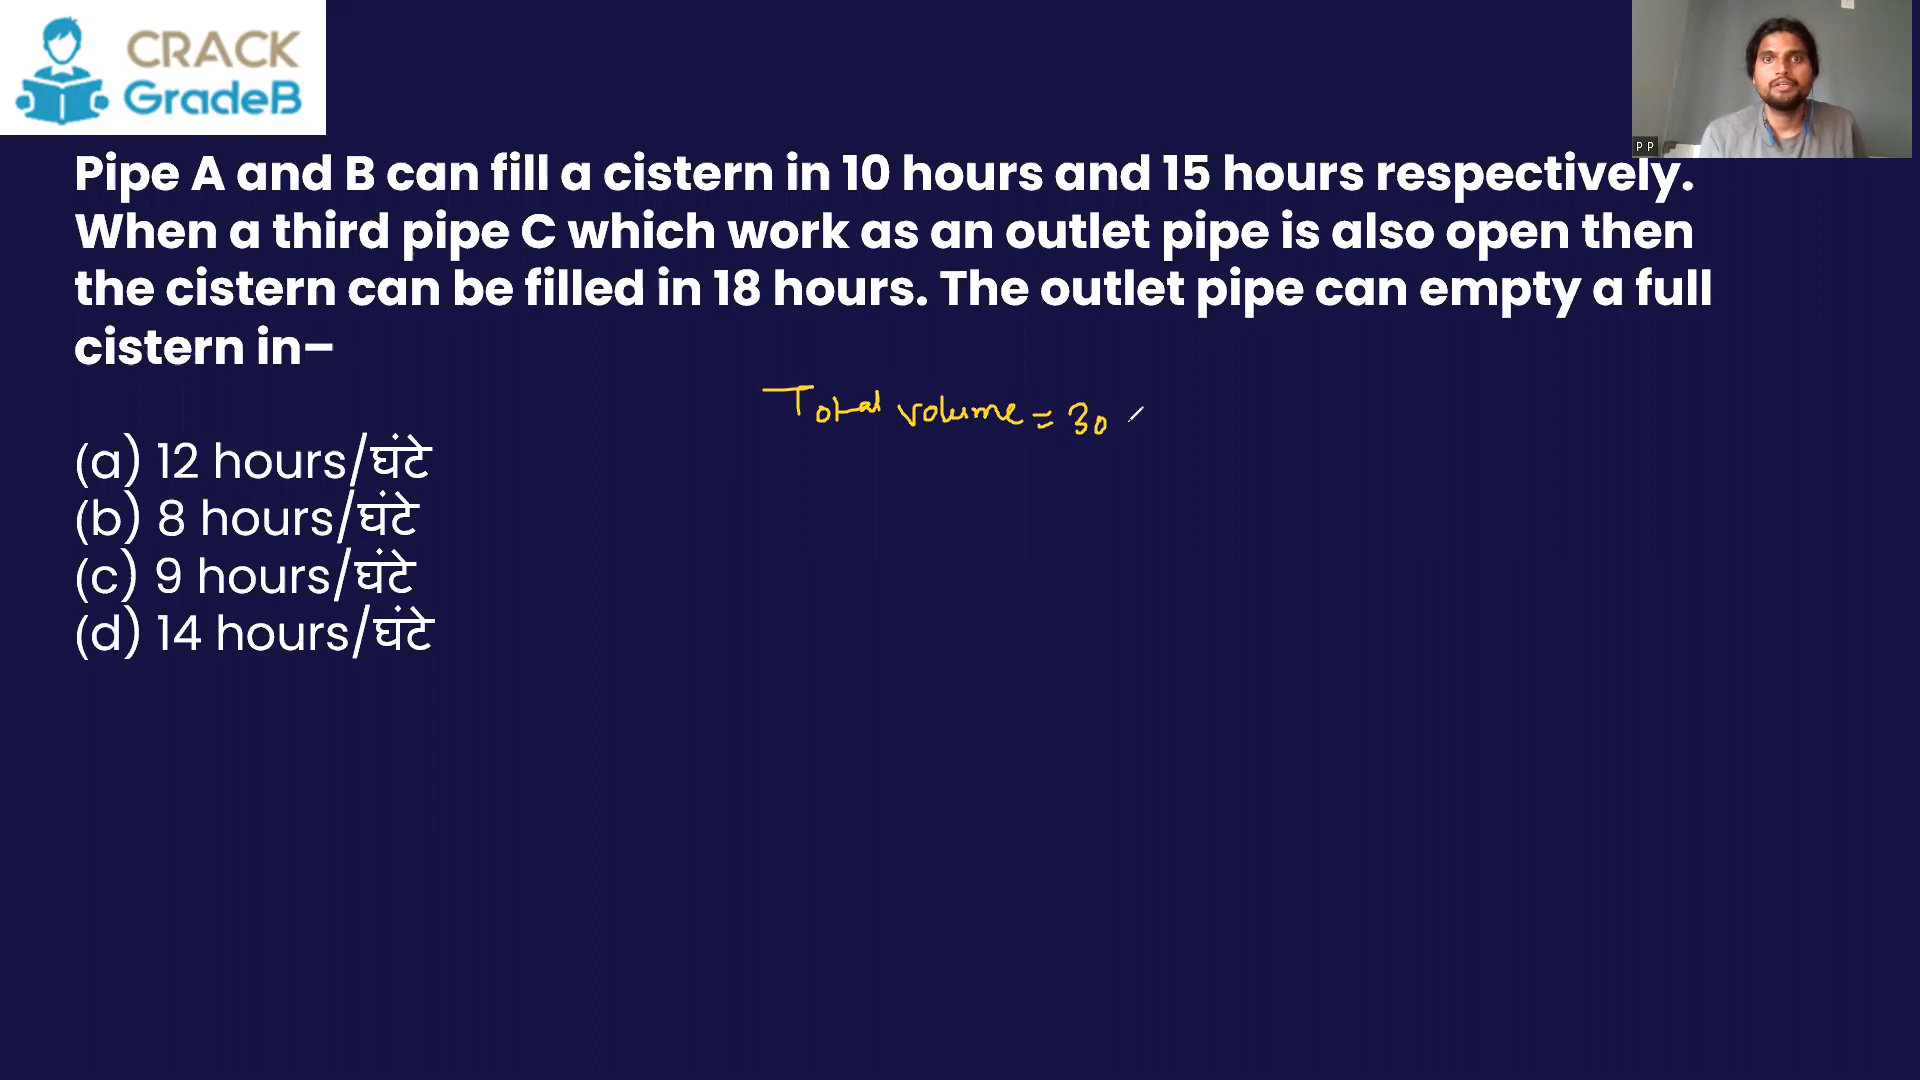 CRACK
GradeB
P P
Pipe A and B can fill a cistern in 10 hours and 15 hours respectively.
When a third pipe C which work as an outlet pipe is also open then
the cistern can be filled in 18 hours. The outlet pipe can empty a full
cistern in–
Total volume = 30
(a) 12 hours/घंटे
(b) 8 hours/घंटे
(c) 9 hours/घंटे
(d) 14 hours/घंटे